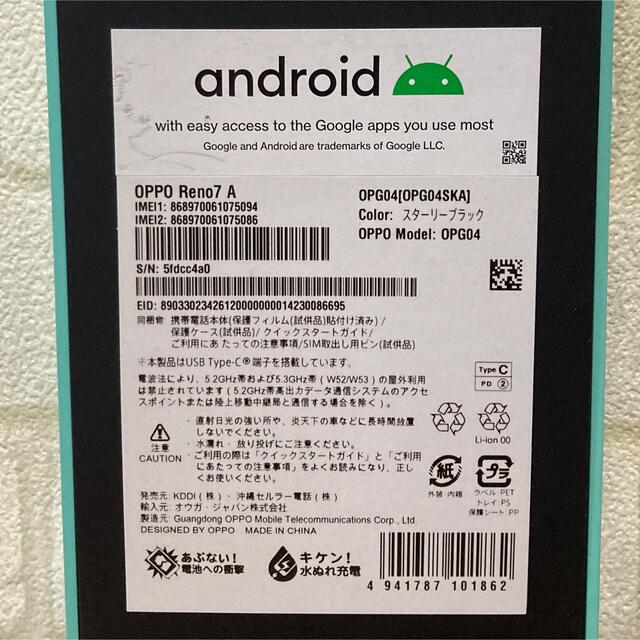 android
with easy access to the Google apps you use most
Google and Android are trademarks of Google LLC.
OPPO Reno7 A
IMEI1: 868970061075094
IMEI2: 868970061075086
OPG04[OPG04SKA]
Color: スターリーブラック
OPPO Model: OPG04
S/N: 5fdcc4a0
EID: 89033023426120000000014230086695
同梱物 携帯電話本体(保護フィルム(試供品)貼付け済み) /
保護ケース(試供品)/ クイックスタートガイド/
ご利用にあ たっての注意事項/SIM取出し用ピン(試供品)
※本製品はUSB Type-C® 端子を搭載しています。
電波法により、5.2GHz帯および5.3GHz帯 ( W52/W53 ) の屋外利用
は禁止されています ( 5.2GHz帯高出力データ通信システムのアクセ
スポイントまたは陸上移動中継局と通信する場合を除く) 。
Type C
PD 2
注意
CAUTION
・ 直射日光の強い所や、炎天下の車などに長時間放置
しないでください。
・ 水濡れ・ 放り投げにご注意ください。
・ ご利用の際は「クイックスタートガイド」と「ご利用
にあたっての注意事項」をよくお読みになり、正し
くお使いください。
Li-ion 00
紙
外装・内箱
プラ
ラベル: PET
トレイ: PS
保護シート: PP
発売元: KDDI ( 株) ・ 沖縄セルラー電話 ( 株)
輸入元: オウガ・ジャパン株式会社
製造元: Guangdong OPPO Mobile Telecommunications Corp., Ltd.
DESIGNED BY OPPO MADE IN CHINA
あぶない!
電池への衝撃
キケン!
水ぬれ充電
4 941787 101862